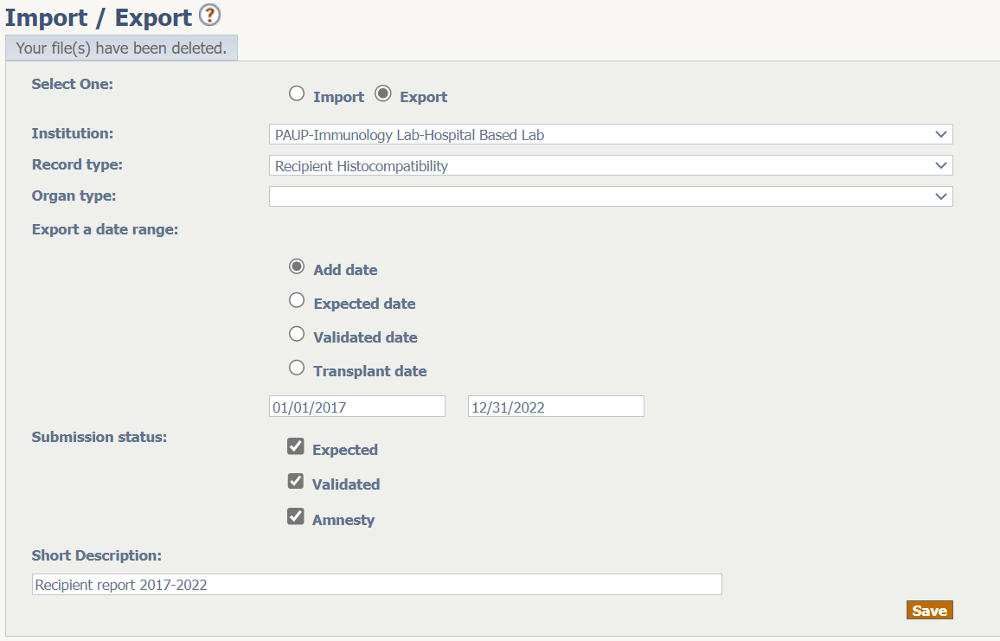 Import / Export ?
Your file(s) have been deleted.
Select One:
Import Export
Institution:
PAUP-Immunology Lab-Hospital Based Lab
Record type:
Recipient Histocompatibility
Organ type:
Export a date range:
Add date
Expected date
Validated date
Transplant date
01/01/2017 12/31/2022
Submission status:
Expected
Validated
Amnesty
Short Description:
Recipient report 2017-2022
Save